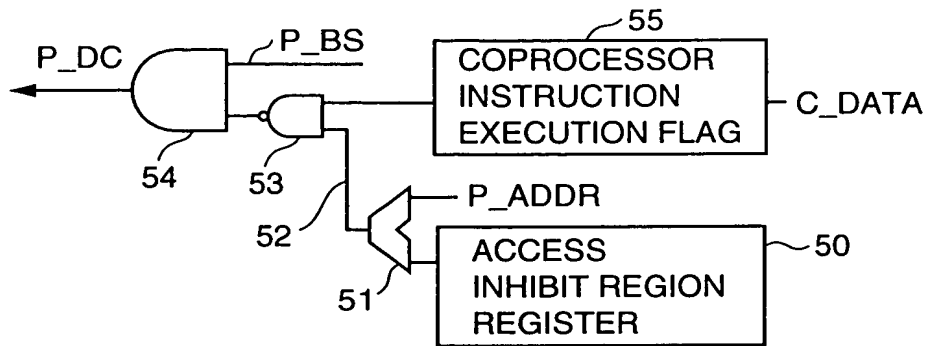 55
P_DC
P_BS
COPROCESSOR
INSTRUCTION
EXECUTION FLAG
C_DATA
54
53
52
P_ADDR
51
50
ACCESS
INHIBIT REGION
REGISTER